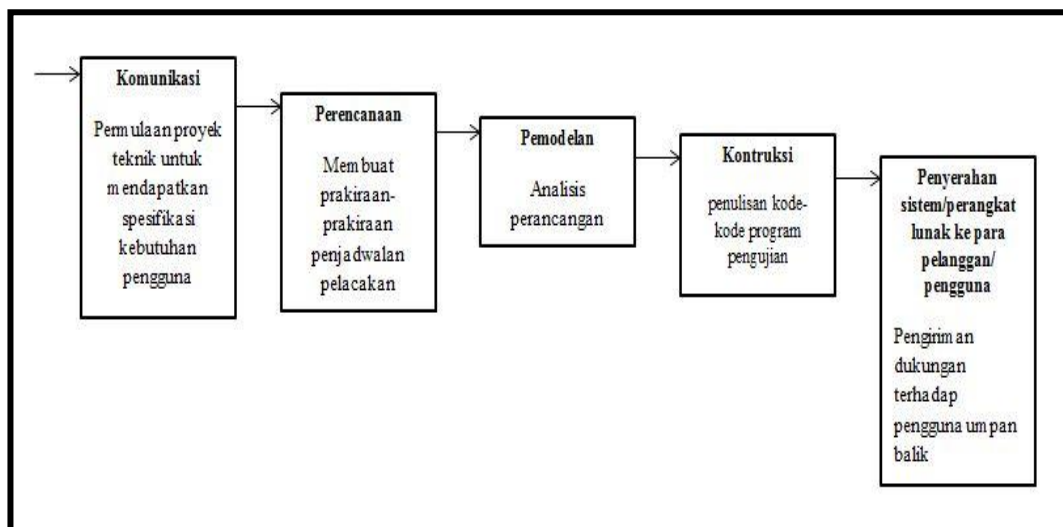 Komunikasi
Permulaan proyek
teknik untuk
mendapatkan
spesifikasi
kebutuhan
pengguna
Perencanaan
Membuat
prakiraan-
prakiraan
penjadwalan
pelacakan
Pemodelan
Analisis
perancangan
Kontruksi
penulisan kode-
kode program
pengujian
Penyerahan
sistem/perangkat
lunak ke para
pelanggan/
pengguna
Pengiriman
dukungan
terhadap
pengguna umpan
balik